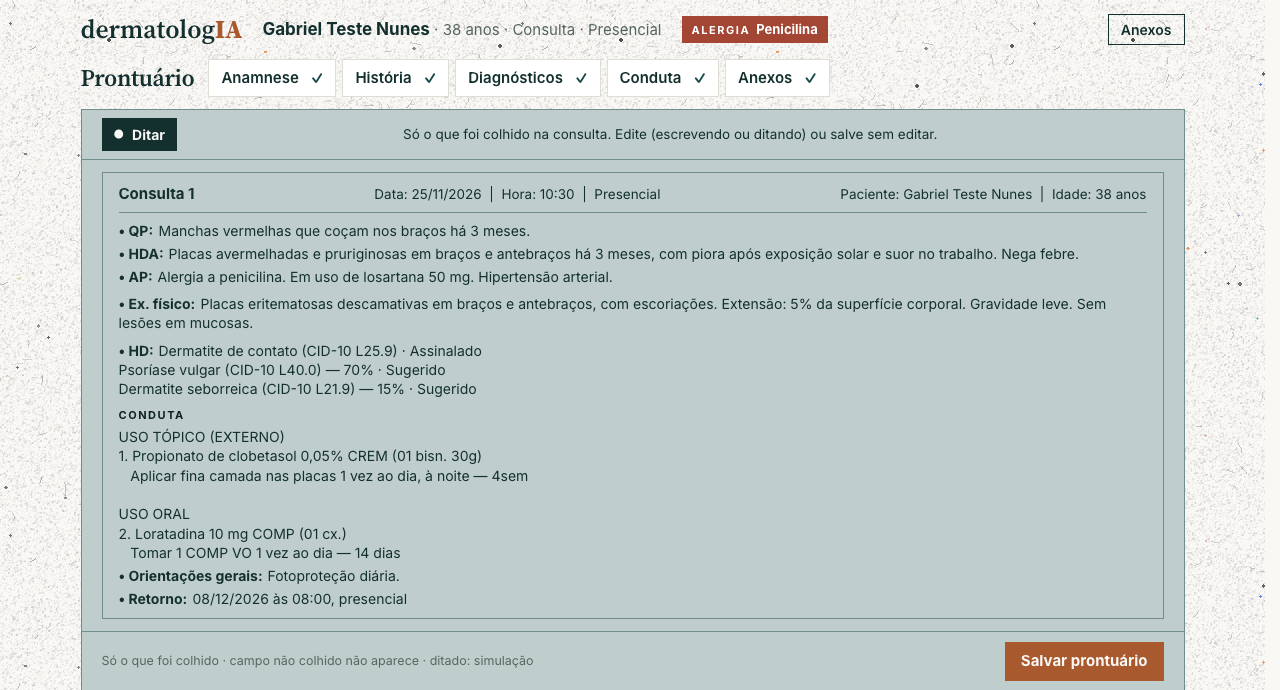 dermatologIA
Gabriel Teste Nunes · 38 anos · Consulta · Presencial
ALERGIA Penicilina
Anexos
Prontuário
Anamnese ✓
História ✓
Diagnósticos ✓
Conduta ✓
Anexos ✓
Ditar
Só o que foi colhido na consulta. Edite (escrevendo ou ditando) ou salve sem editar.
Consulta 1
Data: 25/11/2026 | Hora: 10:30 | Presencial
Paciente: Gabriel Teste Nunes | Idade: 38 anos
• QP: Manchas vermelhas que coçam nos braços há 3 meses.
• HDA: Placas avermelhadas e pruriginosas em braços e antebraços há 3 meses, com piora após exposição solar e suor no trabalho. Nega febre.
• AP: Alergia a penicilina. Em uso de losartana 50 mg. Hipertensão arterial.
• Ex. físico: Placas eritematosas descamativas em braços e antebraços, com escoriações. Extensão: 5% da superfície corporal. Gravidade leve. Sem
lesões em mucosas.
• HD: Dermatite de contato (CID-10 L25.9) · Assinalado
Psoríase vulgar (CID-10 L40.0) — 70% · Sugerido
Dermatite seborreica (CID-10 L21.9) — 15% · Sugerido
CONDUTA
USO TÓPICO (EXTERNO)
1. Propionato de clobetasol 0,05% CREM (01 bisn. 30g)
Aplicar fina camada nas placas 1 vez ao dia, à noite — 4sem
USO ORAL
2. Loratadina 10 mg COMP (01 cx.)
Tomar 1 COMP VO 1 vez ao dia — 14 dias
• Orientações gerais: Fotoproteção diária.
• Retorno: 08/12/2026 às 08:00, presencial
Só o que foi colhido · campo não colhido não aparece · ditado: simulação
Salvar prontuário